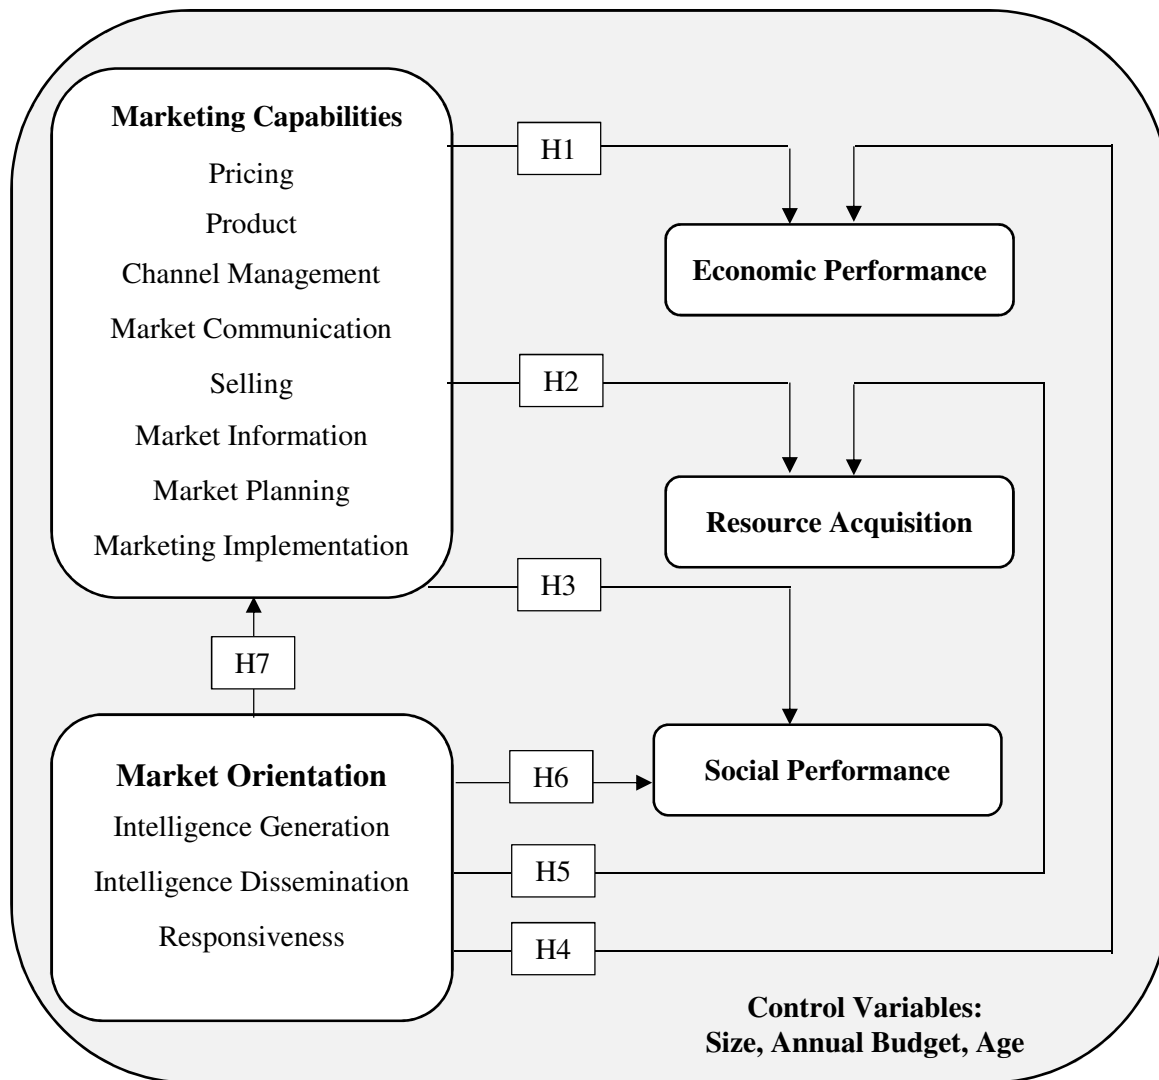 Marketing Capabilities
Pricing
Product
Channel Management
Market Communication
Selling
Market Information
Market Planning
Marketing Implementation
H1
Economic Performance
H2
Resource Acquisition
H3
H7
Market Orientation
Intelligence Generation
Intelligence Dissemination
Responsiveness
H6
Social Performance
H5
H4
Control Variables:
Size, Annual Budget, Age